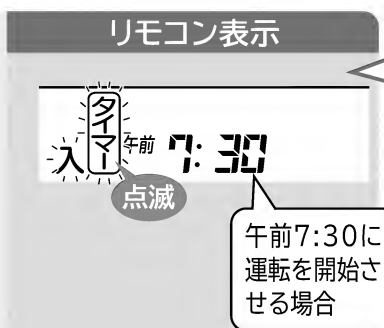 リモコン表示
タイマー
入
午前 7:30
点滅
午前7:30に
運転を開始さ
せる場合